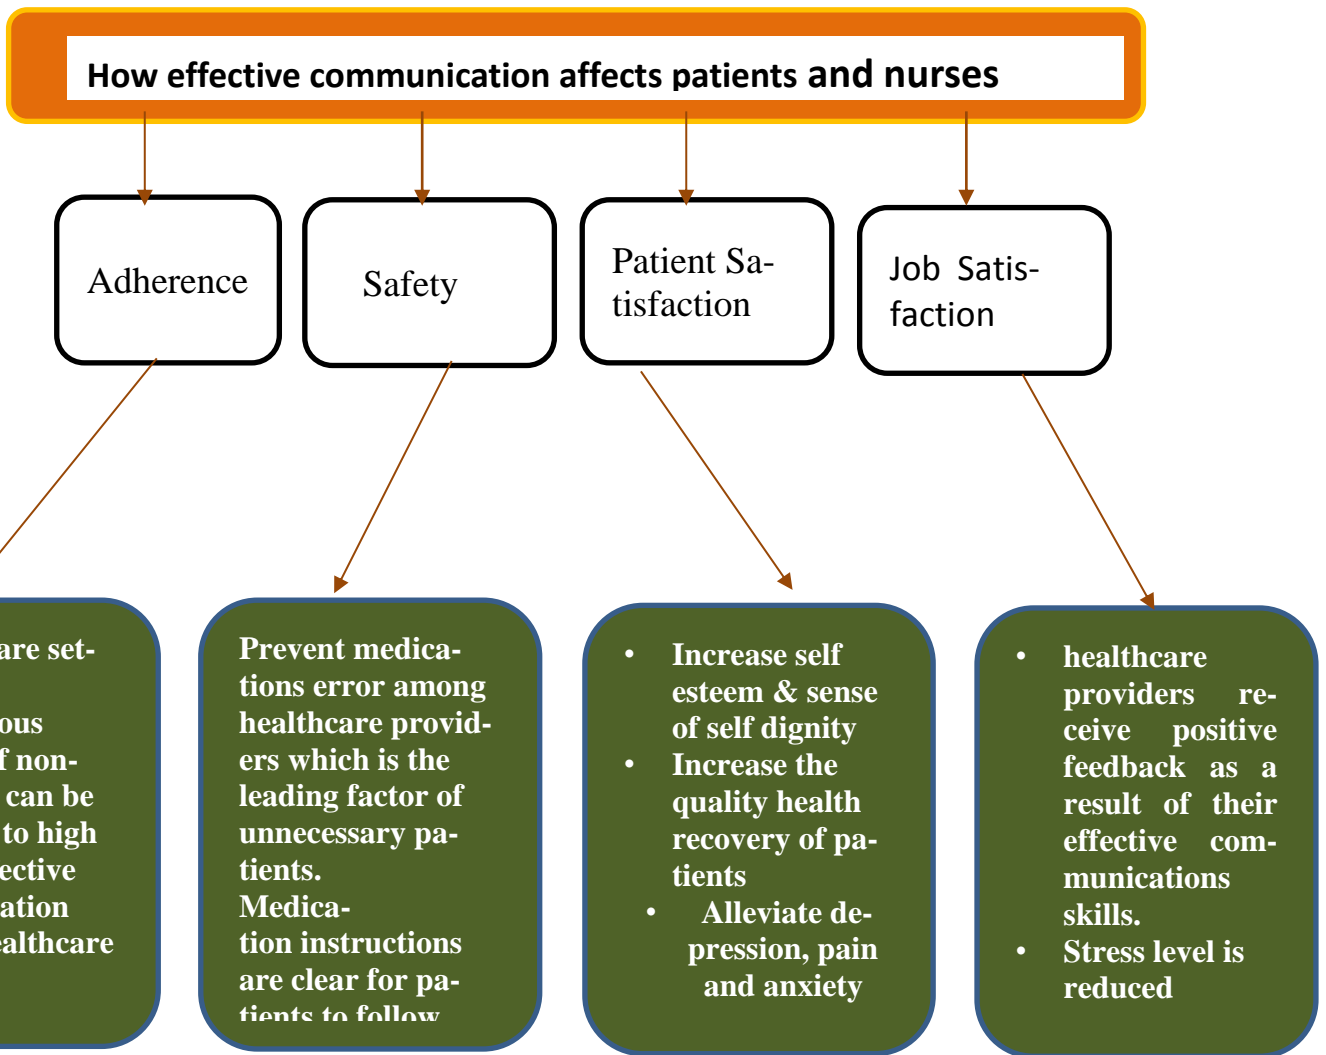 How effective communication affects patients and nurses
Adherence
Safety
Patient Sa-
tisfaction
Job Satis-
faction
are set-
ous
f non-
can be
to high
ective
ation
ealthcare
Prevent medica-
tions error among
healthcare provid-
ers which is the
leading factor of
unnecessary pa-
tients.
Medica-
tion instructions
are clear for pa-
tients to follow
• Increase self
esteem & sense
of self dignity
• Increase the
quality health
recovery of pa-
tients
• Alleviate de-
pression, pain
and anxiety
• healthcare
providers re-
ceive positive
feedback as a
result of their
effective com-
munications
skills.
• Stress level is
reduced